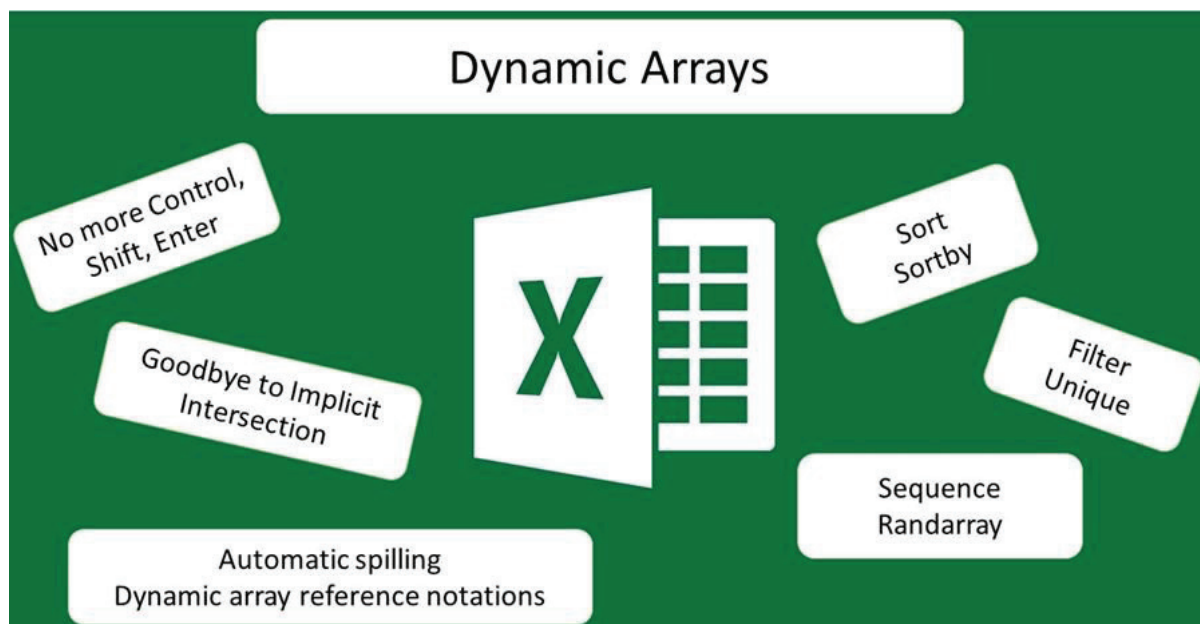 Dynamic Arrays
No more Control,
Shift, Enter
Goodbye to Implicit
Intersection
Automatic spilling
Dynamic array reference notations
X
Sort
Sortby
Filter
Unique
Sequence
Randarray